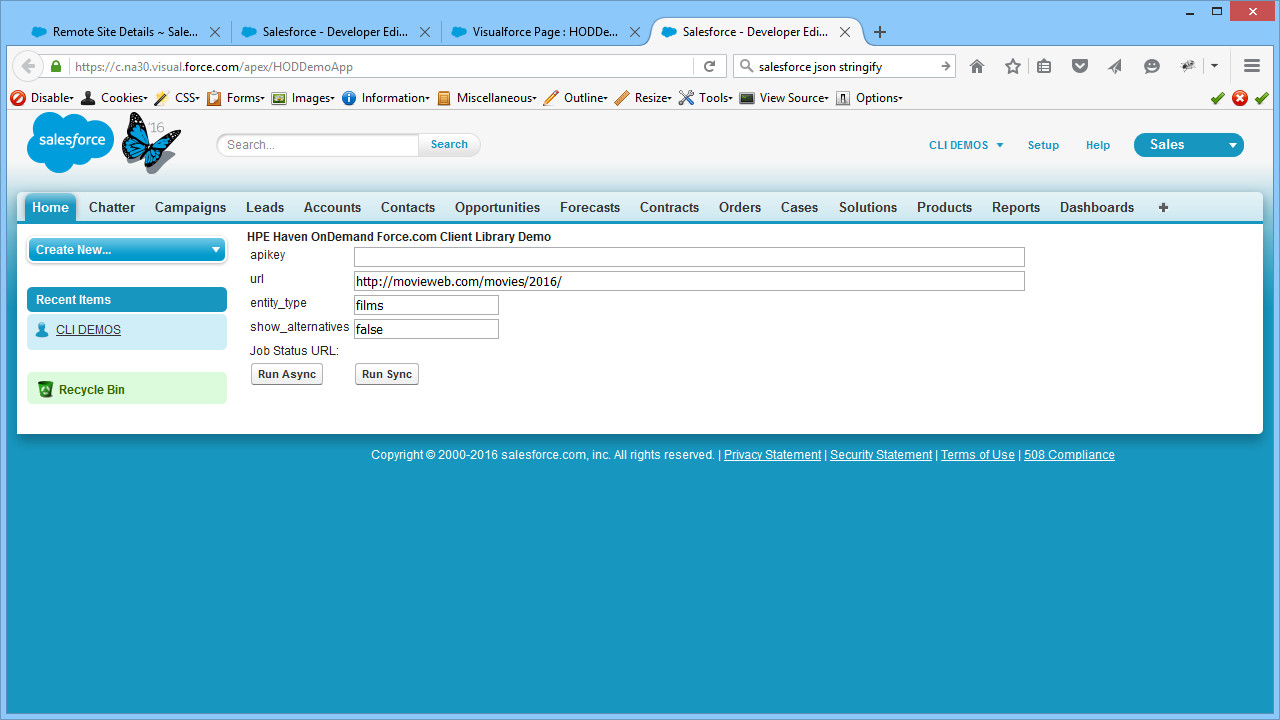 Remote Site Details ~ Sale...
Salesforce - Developer Edi...
Visualforce Page : HODDe...
Salesforce - Developer Edi...
https://c.na30.visual.force.com/apex/HODDemoApp
salesforce json stringify
Disable
Cookies
CSS
Forms
Images
Information
Miscellaneous
Outline
Resize
Tools
View Source
Options
salesforce
'16
Search...
Search
CLI DEMOS
Setup
Help
Sales
Home
Chatter
Campaigns
Leads
Accounts
Contacts
Opportunities
Forecasts
Contracts
Orders
Cases
Solutions
Products
Reports
Dashboards
Create New...
Recent Items
CLI DEMOS
Recycle Bin
HPE Haven OnDemand Force.com Client Library Demo
apikey
url
http://movieweb.com/movies/2016/
entity_type
films
show_alternatives
false
Job Status URL:
Run Async
Run Sync
Copyright © 2000-2016 salesforce.com, inc. All rights reserved. | Privacy Statement | Security Statement | Terms of Use | 508 Compliance